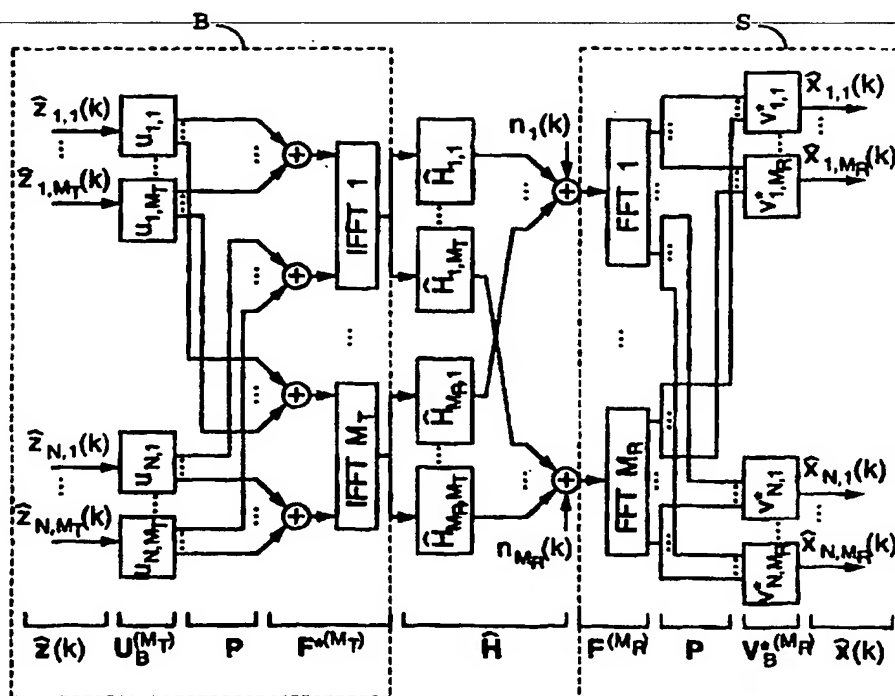 B S
ẑ1,1(k) u1,1 IFFT 1 Ĥ1,1 n1(k) FFT 1 v*1,1 x̂1,1(k)
ẑ1,MT(k) u1,MT Ĥ1,MT v*1,MR x̂1,MR(k)
ẑN,1(k) uN,1 IFFT MT ĤMR,1 FFT MR v*N,1 x̂N,1(k)
ẑN,MT(k) uN,MT ĤMR,MT nMR(k) v*N,MR x̂N,MR(k)
ẑ(k) UB(MT) P F*(MT) Ĥ F(MR) P VB*(MR) x̂(k)